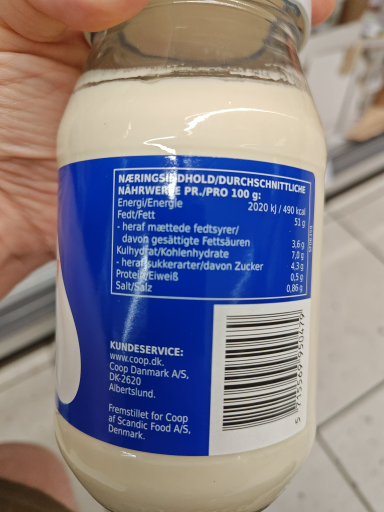 NÆRINGSINDHOLD/DURCHSCHNITTLICHE
NÄHRWERTE PR./PRO 100 g:
Energi/Energie 2020 kJ / 490 kcal
Fedt/Fett 51 g
- heraf mættede fedtsyrer/
davon gesättigte Fettsäuren 3,6 g
Kulhydrat/Kohlenhydrate 7,0 g
- heraf sukkerarter/davon Zucker 4,3 g
Protein/Eiweiß 0,5 g
Salt/Salz 0,86 g
KUNDESERVICE:
www.coop.dk.
Coop Danmark A/S,
DK-2620
Albertslund.
Fremstillet for Coop
af Scandic Food A/S,
Denmark.